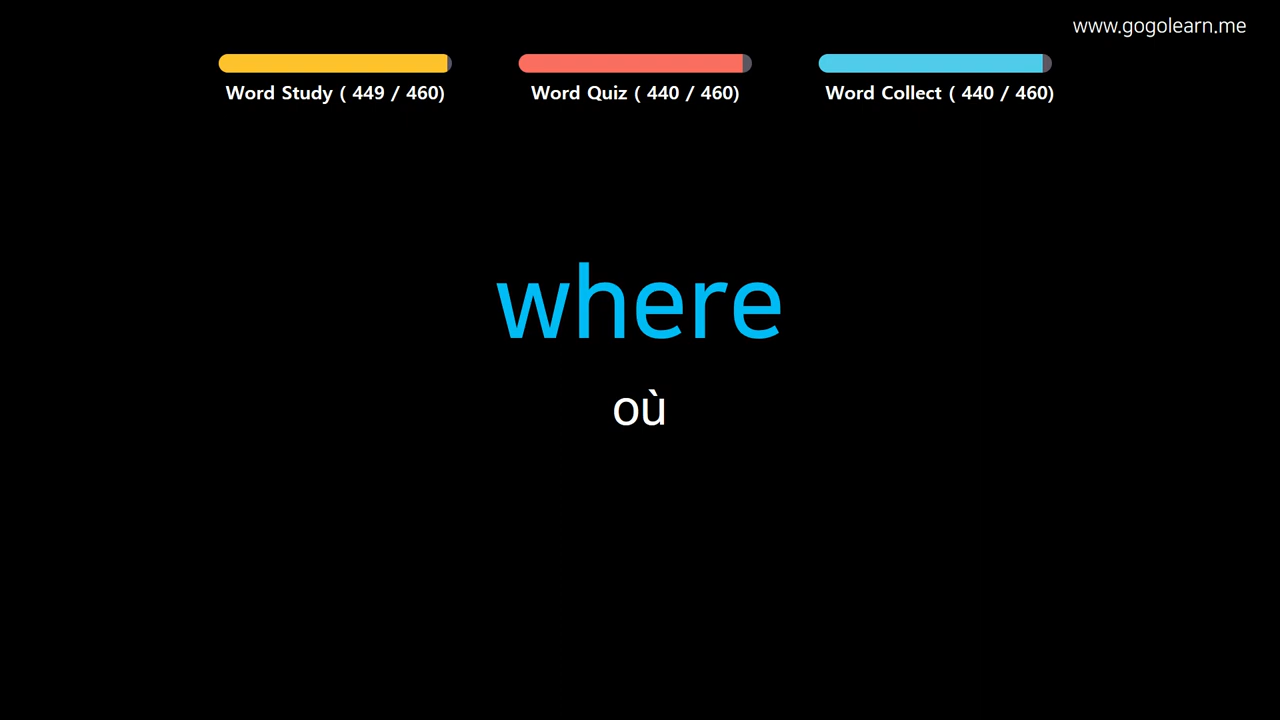 www.gogolearn.me
Word Study ( 449 / 460)
Word Quiz ( 440 / 460)
Word Collect ( 440 / 460)
where
où